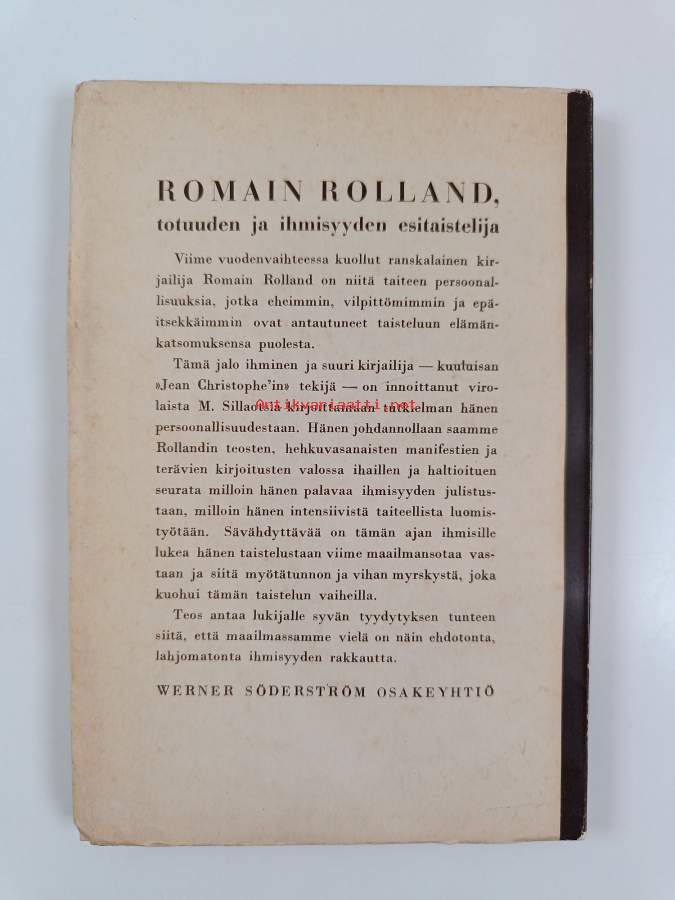 ROMAIN ROLLAND,
totuuden ja ihmisyyden esitaistelija
Viime vuodenvaihteessa kuollut ranskalainen kir-
jailija Romain Rolland on niitä taiteen persoonal-
lisuuksia, jotka eheimmin, vilpittömimmin ja epä-
itsekkäimmin ovat antautuneet taisteluun elämän-
katsomuksensa puolesta.
Tämä jalo ihminen ja suuri kirjailija — kuuluisan
»Jean Christophe'in» tekijä — on innoittanut viro-
laista M. kirjoittamaan tutkielman hänen
Antikvariaatti.net
persoonallisuudestaan. Hänen johdannollaan saamme
Rollandin teosten, hehkuvasanaisten manifestien ja
terävien kirjoitusten valossa ihaillen ja haltioituen
seurata milloin hänen palavaa ihmisyyden julistus-
taan, milloin hänen intensiivistä taiteellista luomis-
työtään. Sävähdyttävää on tämän ajan ihmisille
lukea hänen taistelustaan viime maailmansotaa vas-
taan ja siitä myötätunnon ja vihan myrskystä, joka
kuohui tämän taistelun vaiheilla.
Teos antaa lukijalle syvän tyydytyksen tunteen
siitä, että maailmassamme vielä on näin ehdotonta,
lahjomatonta ihmisyyden rakkautta.
WERNER SÖDERSTRÖM OSAKEYHTIÖ